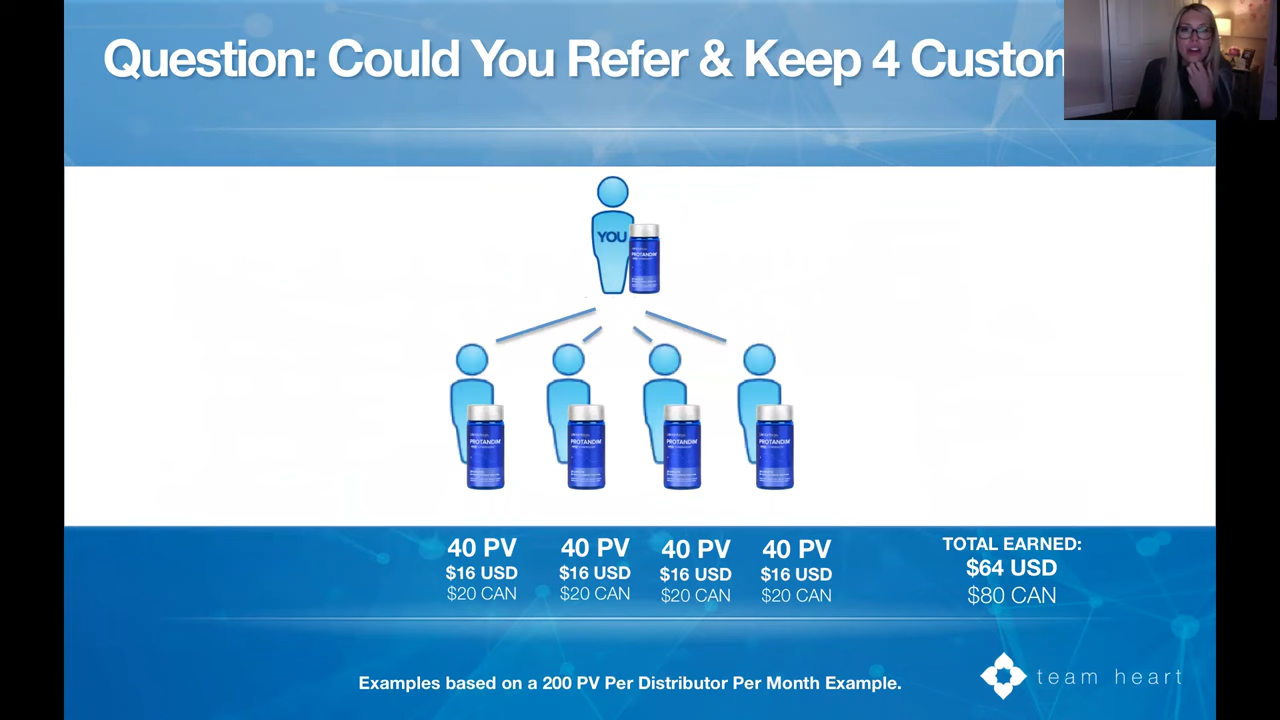 Question: Could You Refer & Keep 4 Custom
YOU
PROTANDIM
PROTANDIM
PROTANDIM
PROTANDIM
PROTANDIM
40 PV
$16 USD
$20 CAN
40 PV
$16 USD
$20 CAN
40 PV
$16 USD
$20 CAN
40 PV
$16 USD
$20 CAN
TOTAL EARNED:
$64 USD
$80 CAN
Examples based on a 200 PV Per Distributor Per Month Example.
team heart